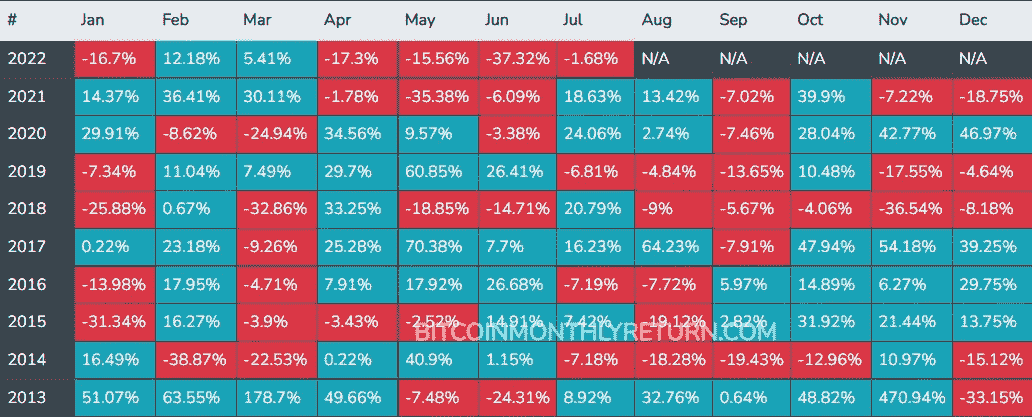 # Jan Feb Mar Apr May Jun Jul Aug Sep Oct Nov Dec
2022 -16.7% 12.18% 5.41% -17.3% -15.56% -37.32% -1.68% N/A N/A N/A N/A N/A
2021 14.37% 36.41% 30.11% -1.78% -35.38% -6.09% 18.63% 13.42% -7.02% 39.9% -7.22% -18.75%
2020 29.91% -8.62% -24.94% 34.56% 9.57% -3.38% 24.06% 2.74% -7.46% 28.04% 42.77% 46.97%
2019 -7.34% 11.04% 7.49% 29.7% 60.85% 26.41% -6.81% -4.84% -13.65% 10.48% -17.55% -4.64%
2018 -25.88% 0.67% -32.86% 33.25% -18.85% -14.71% 20.79% -9% -5.67% -4.06% -36.54% -8.18%
2017 0.22% 23.18% -9.26% 25.28% 70.38% 7.7% 16.23% 64.23% -7.91% 47.94% 54.18% 39.25%
2016 -13.98% 17.95% -4.71% 7.91% 17.92% 26.68% -7.19% -7.72% 5.97% 14.89% 6.27% 29.75%
2015 -31.34% 16.27% -3.9% -3.43% -2.52% 14.91% 7.42% -19.12% 2.82% 31.92% 21.44% 13.75%
BITCOINMONTHLYRETURN.COM
2014 16.49% -38.87% -22.53% 0.22% 40.9% 1.15% -7.18% -18.28% -19.43% -12.96% 10.97% -15.12%
2013 51.07% 63.55% 178.7% 49.66% -7.48% -24.31% 8.92% 32.76% 0.64% 48.82% 470.94% -33.15%